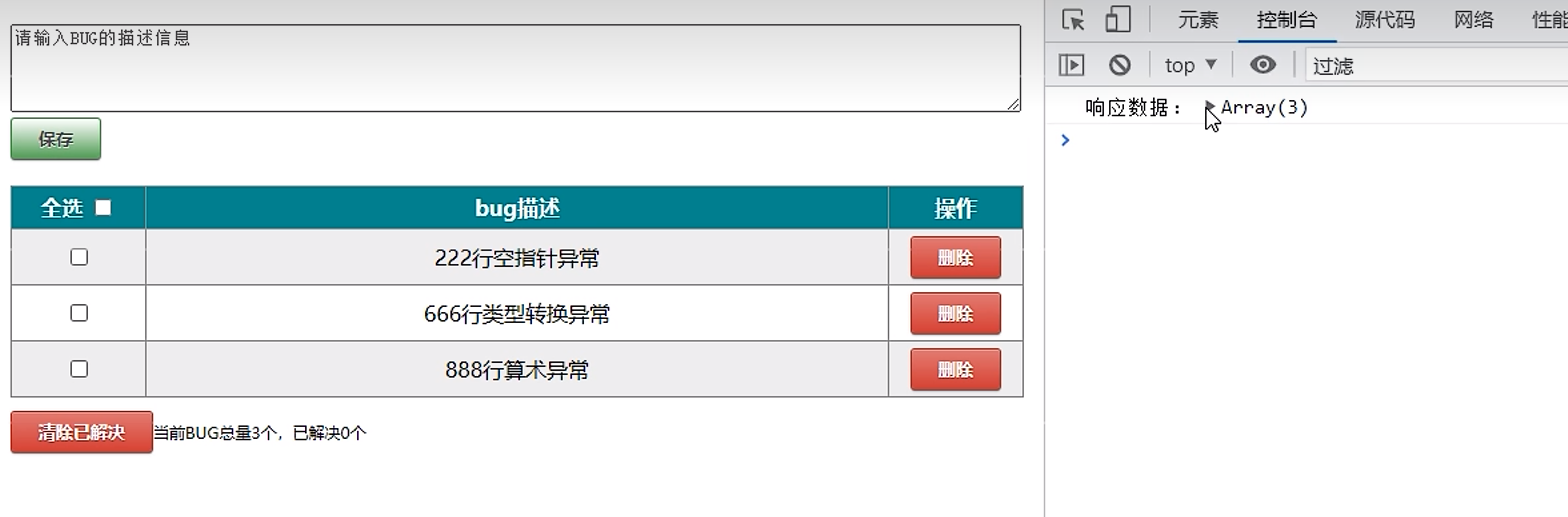 请输入BUG的描述信息
保存
全选 bug描述 操作
222行空指针异常 删除
666行类型转换异常 删除
888行算术异常 删除
清除已解决 当前BUG总量3个，已解决0个
元素 控制台 源代码 网络 性能
top 过滤
响应数据： Array(3)